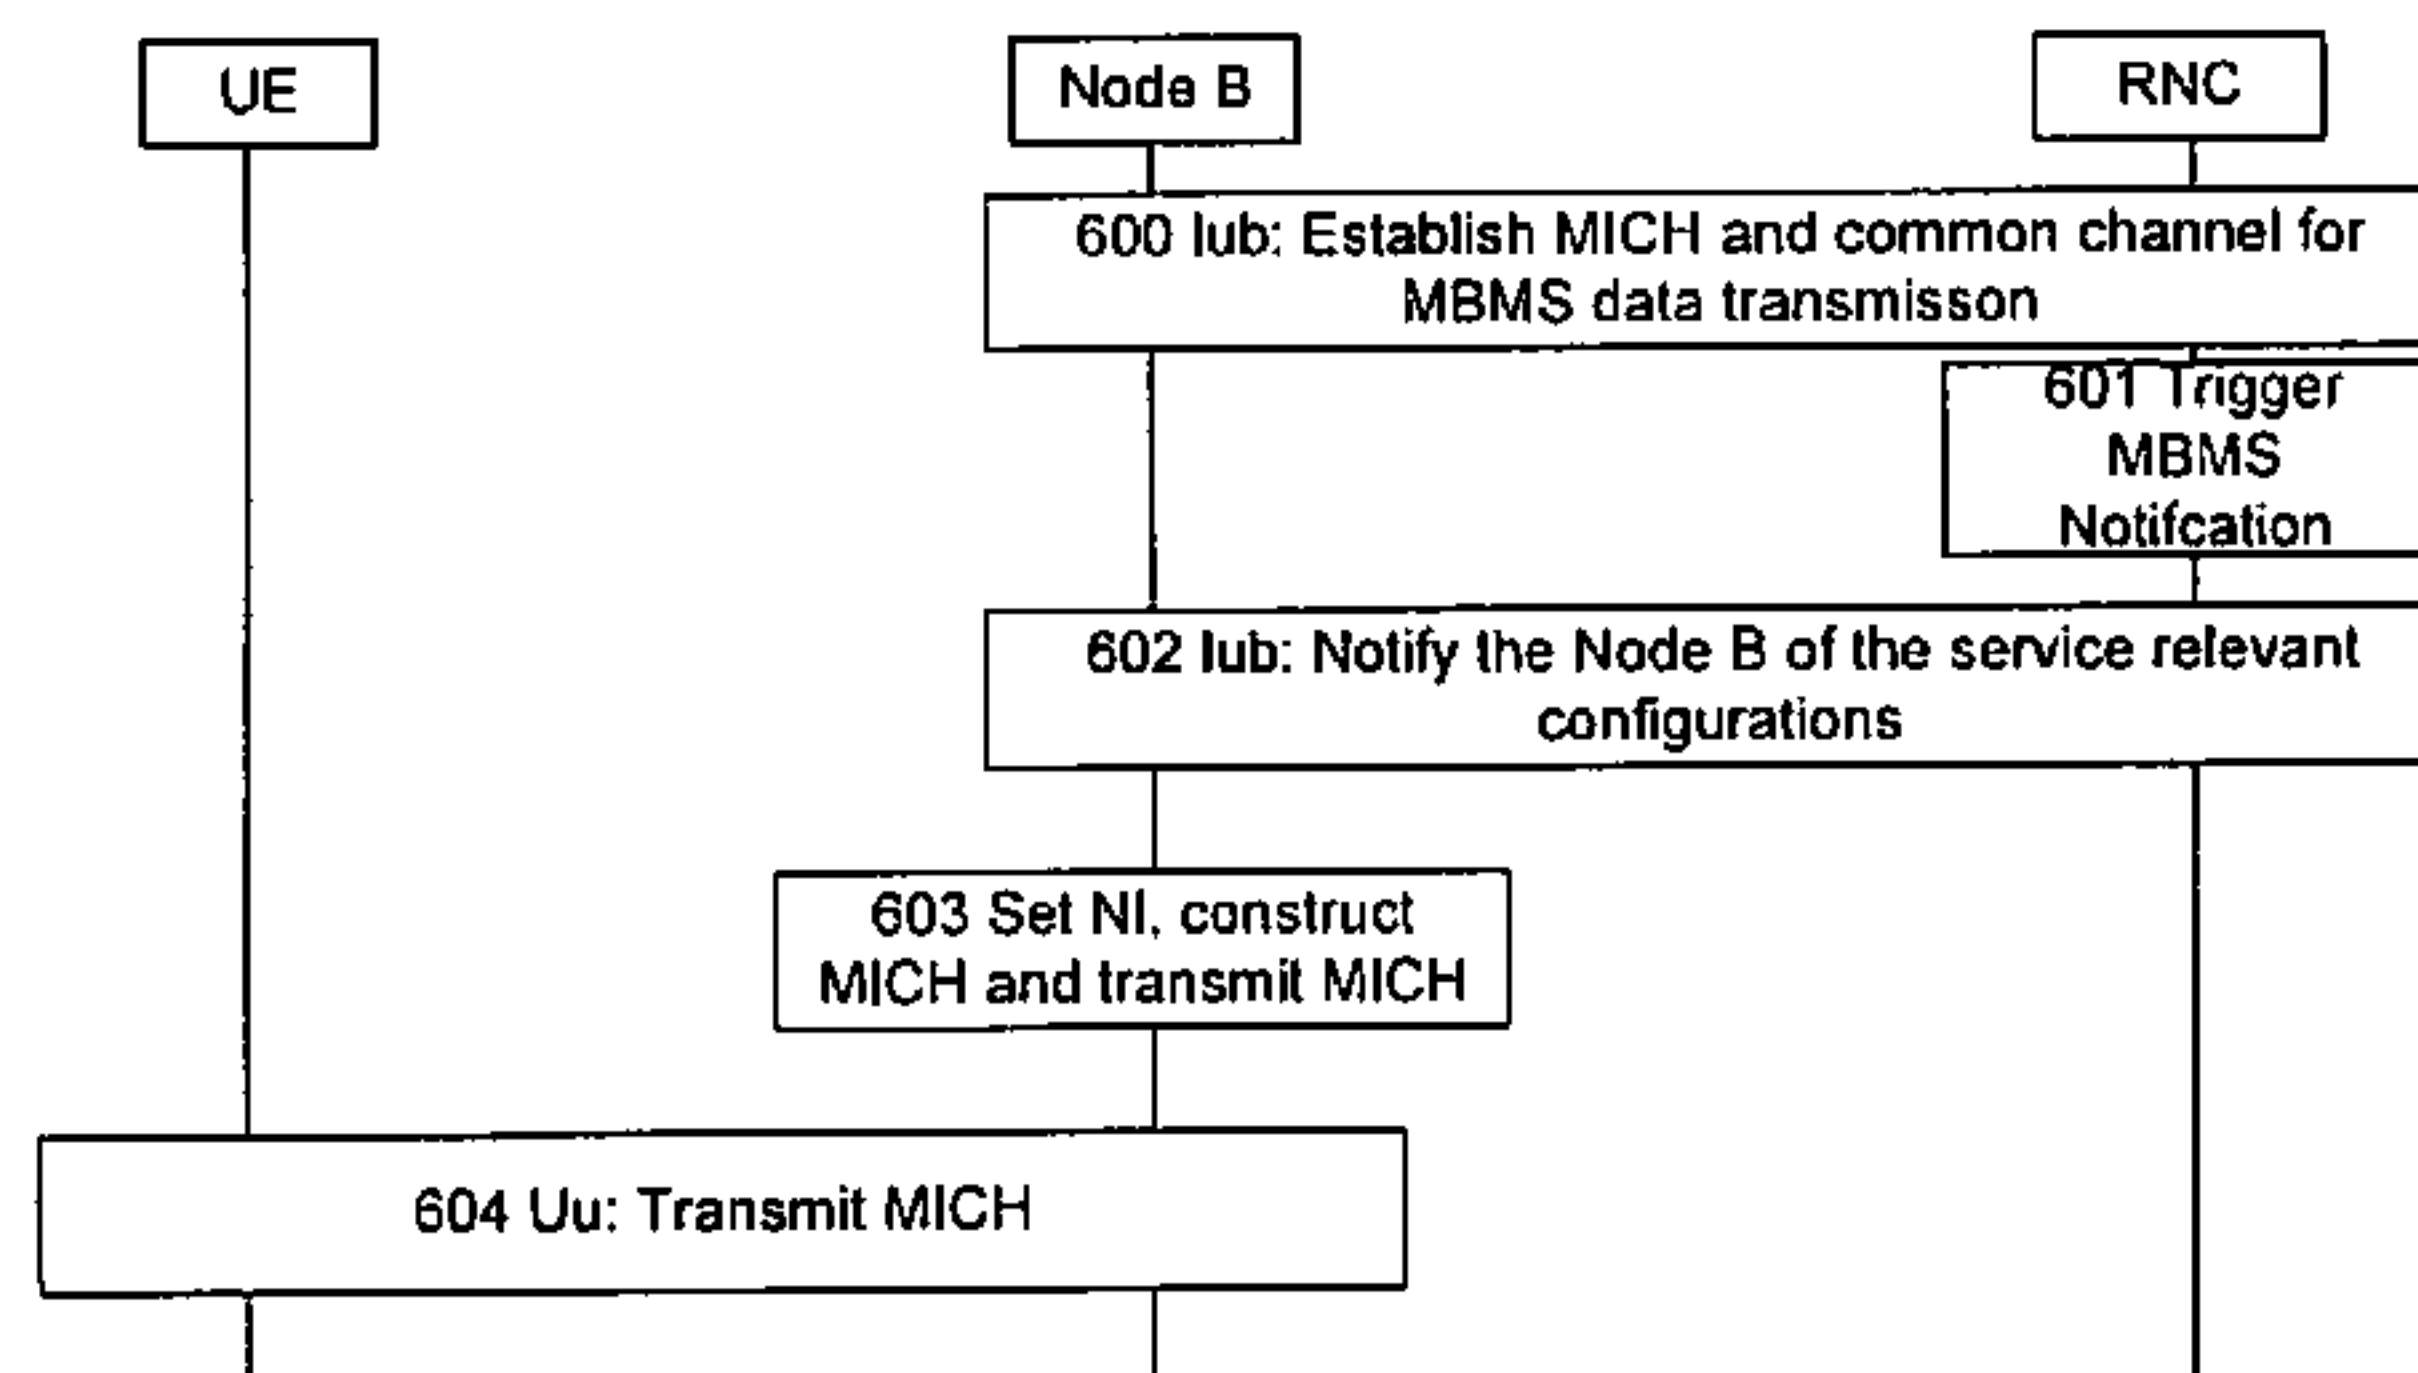 UE
Node B
RNC
600 Iub: Establish MICH and common channel for
MBMS data transmisson
601 Trigger
MBMS
Notifcation
602 Iub: Notify the Node B of the service relevant
configurations
603 Set NI, construct
MICH and transmit MICH
604 Uu: Transmit MICH